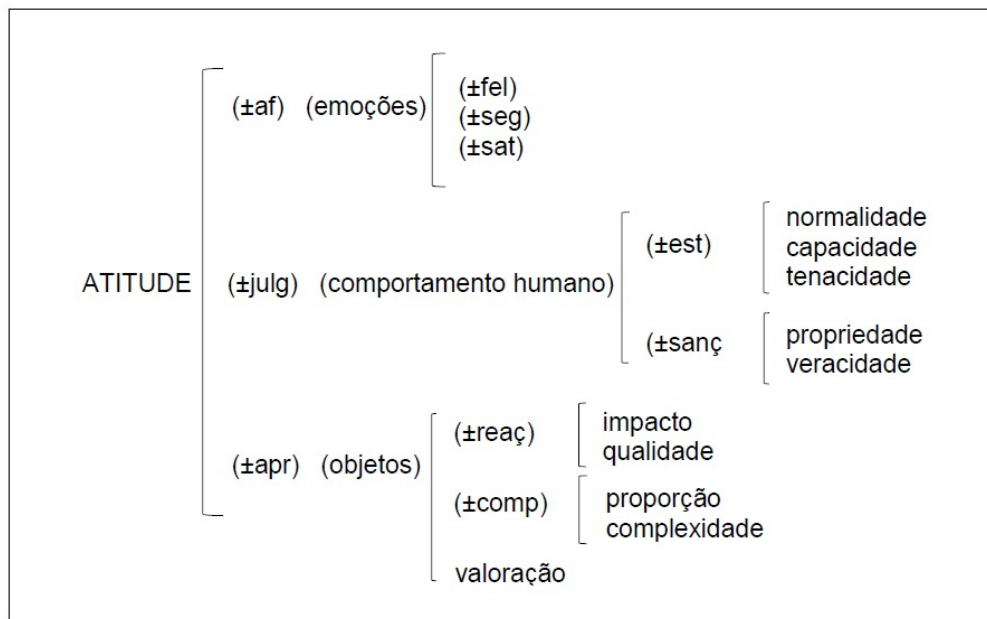 (±af) (emoções)
(±fel)
(±seg)
(±sat)
ATITUDE
(±julg) (comportamento humano)
(±est)
normalidade
capacidade
tenacidade
(±sanç
propriedade
veracidade
(±apr) (objetos)
(±reaç)
impacto
qualidade
(±comp)
proporção
complexidade
valoração